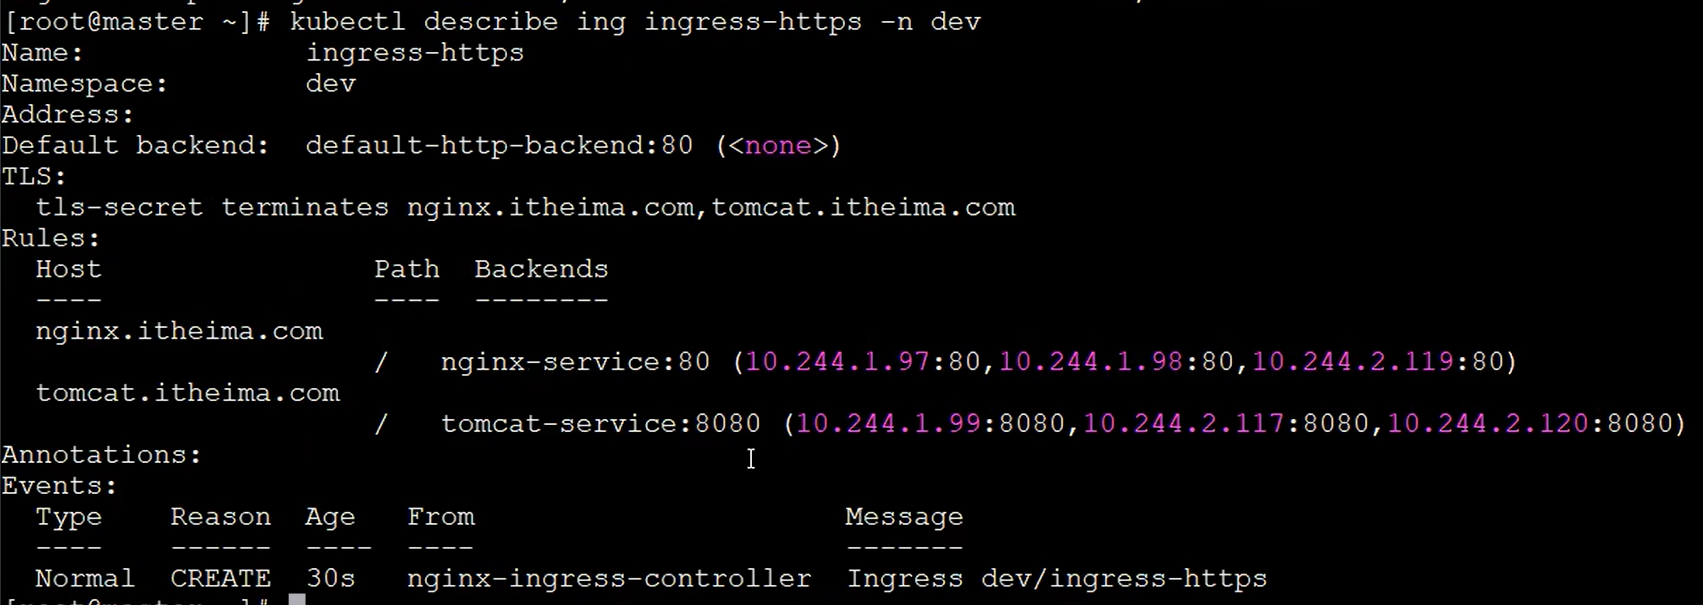 [root@master ~]# kubectl describe ing ingress-https -n dev
Name:             ingress-https
Namespace:        dev
Address:
Default backend:  default-http-backend:80 (<none>)
TLS:
  tls-secret terminates nginx.itheima.com,tomcat.itheima.com
Rules:
  Host                Path  Backends
  ----                ----  --------
  nginx.itheima.com
                      /   nginx-service:80 (10.244.1.97:80,10.244.1.98:80,10.244.2.119:80)
  tomcat.itheima.com
                      /   tomcat-service:8080 (10.244.1.99:8080,10.244.2.117:8080,10.244.2.120:8080)
Annotations:
Events:
  Type    Reason  Age   From                      Message
  ----    ------  ----  ----                      -------
  Normal  CREATE  30s   nginx-ingress-controller  Ingress dev/ingress-https
[root@master ~]#